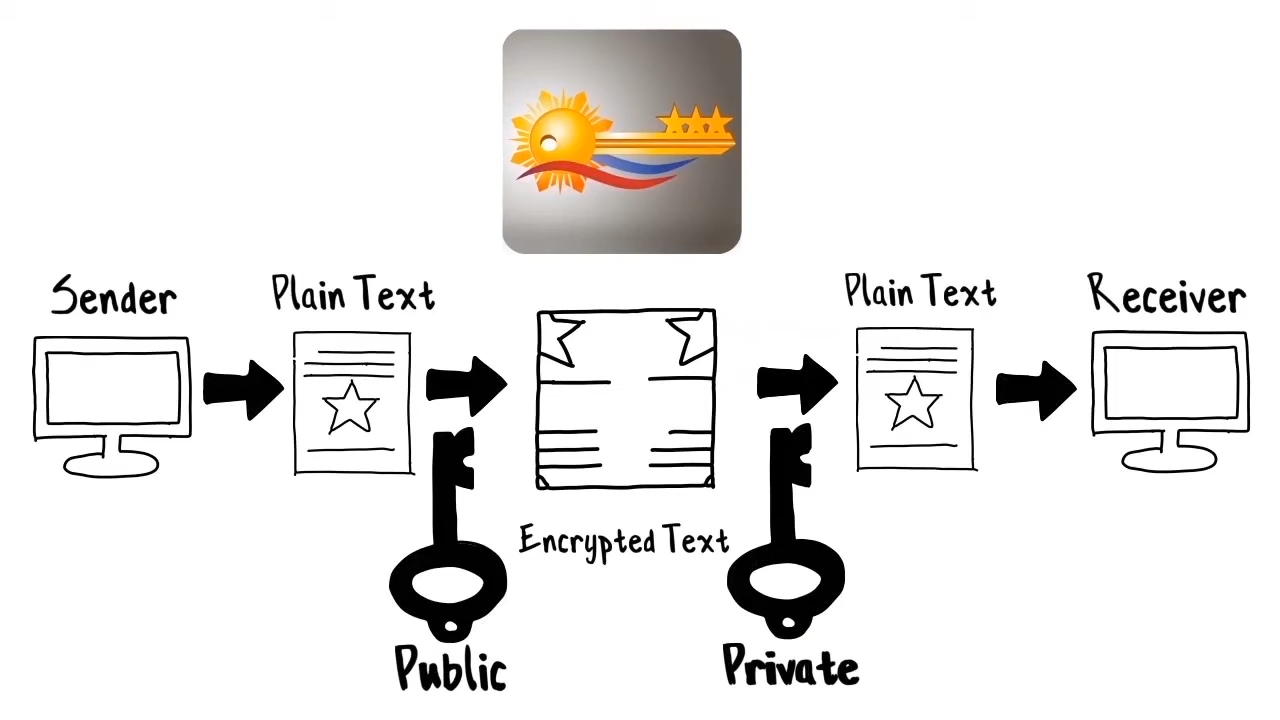 Sender
Plain Text
Plain Text
Receiver
Encrypted Text
Public
Private